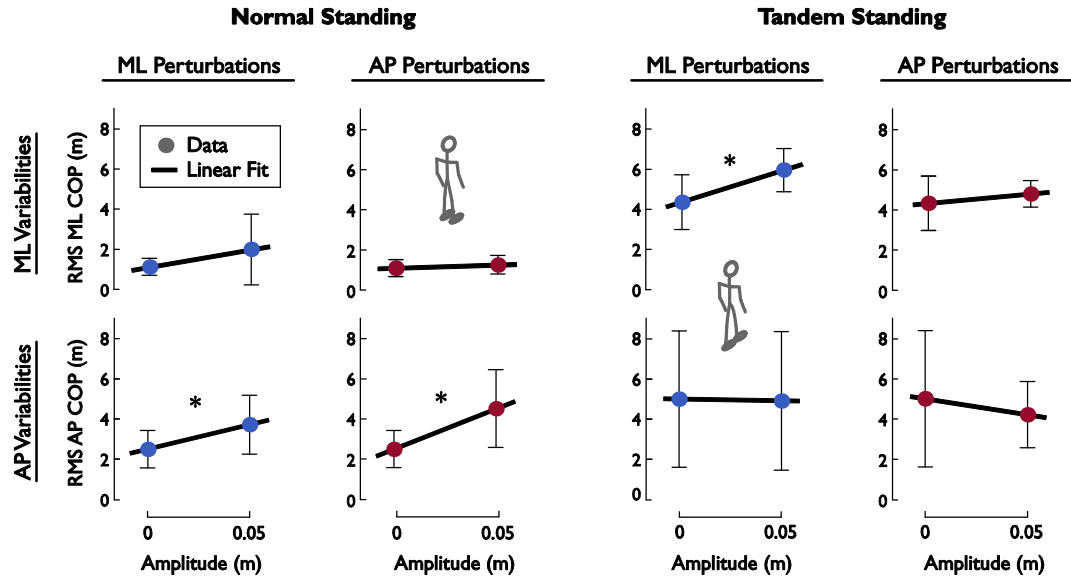 Normal Standing Tandem Standing
ML Perturbations AP Perturbations ML Perturbations AP Perturbations
ML Variabilities
RMS ML COP (m)
8 6 4 2 0
Data
Linear Fit
8 6 4 2 0
8 6 4 2 0
*
8 6 4 2 0
AP Variabilities
RMS AP COP (m)
8 6 4 2 0
*
8 6 4 2 0
*
8 6 4 2 0
8 6 4 2 0
0 0.05 0 0.05 0 0.05 0 0.05
Amplitude (m) Amplitude (m) Amplitude (m) Amplitude (m)